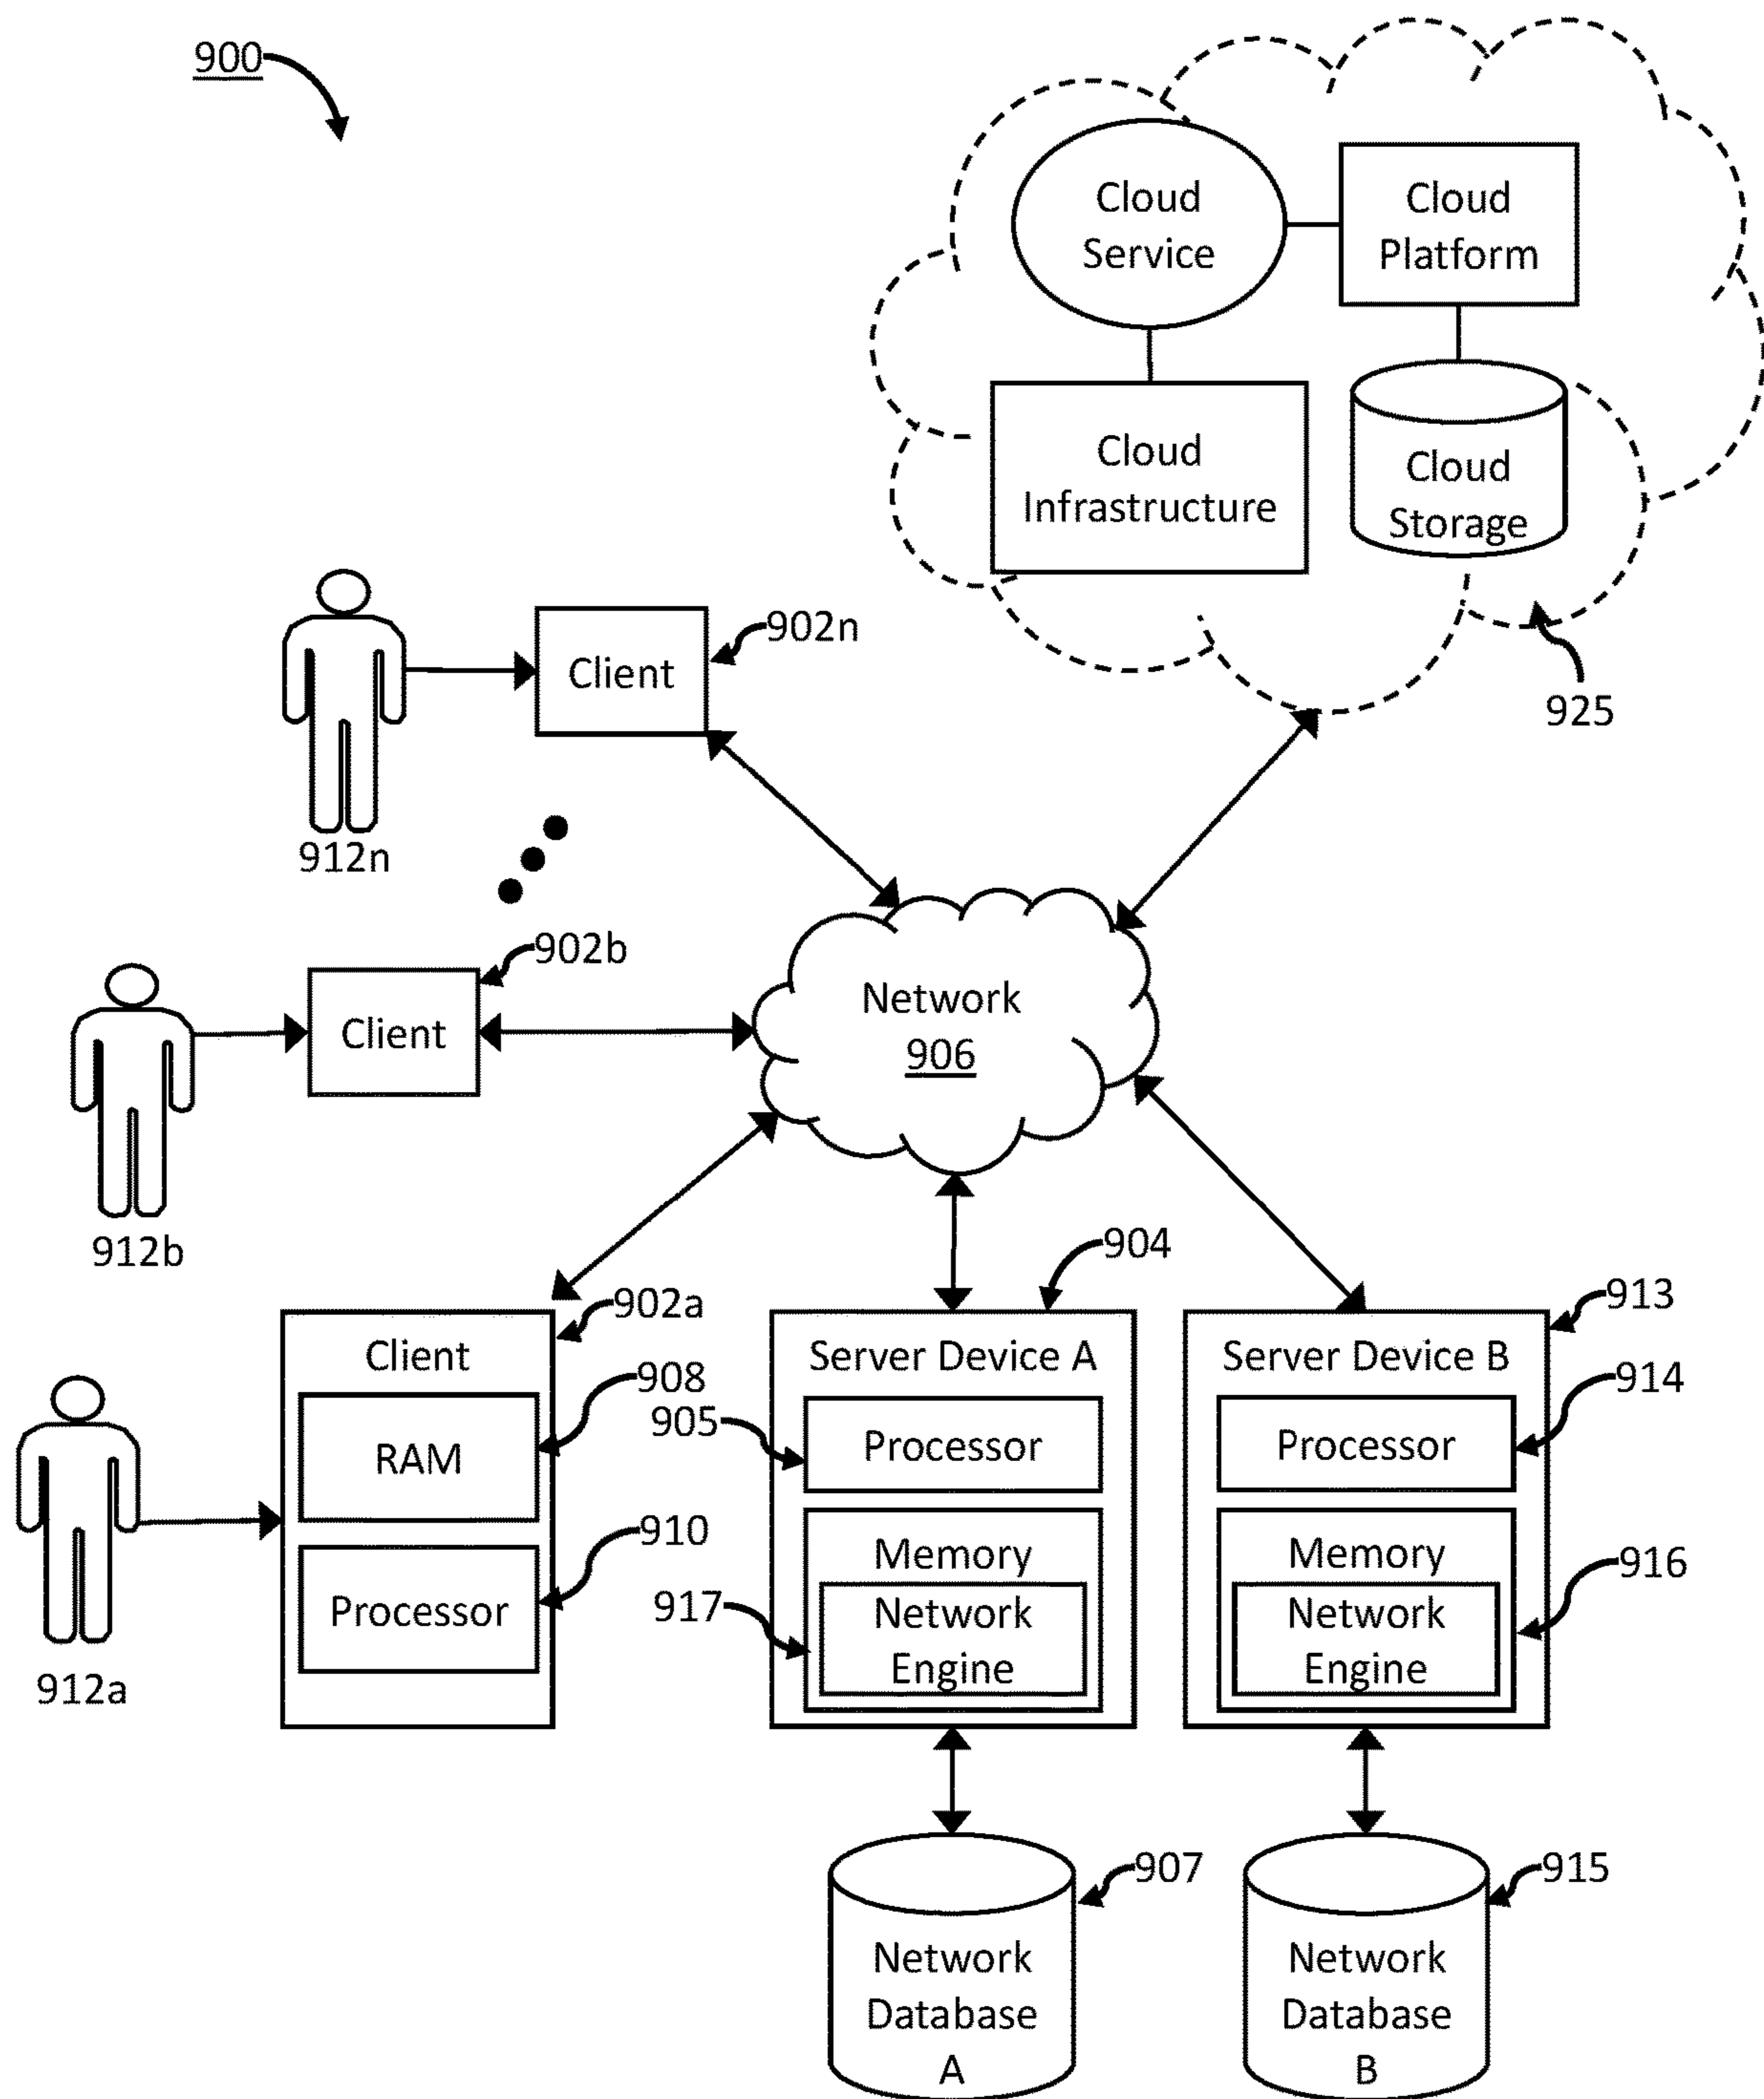 900
Cloud
Service
Cloud
Platform
Cloud
Infrastructure
Cloud
Storage
925
902n
Client
912n
902b
Client
912b
Network
906
904
902a
913
Client
Server Device A
Server Device B
908
914
905
RAM
Processor
Processor
910
Memory
Memory
916
917
Processor
Network
Engine
Network
Engine
912a
907
915
Network
Database
A
Network
Database
B